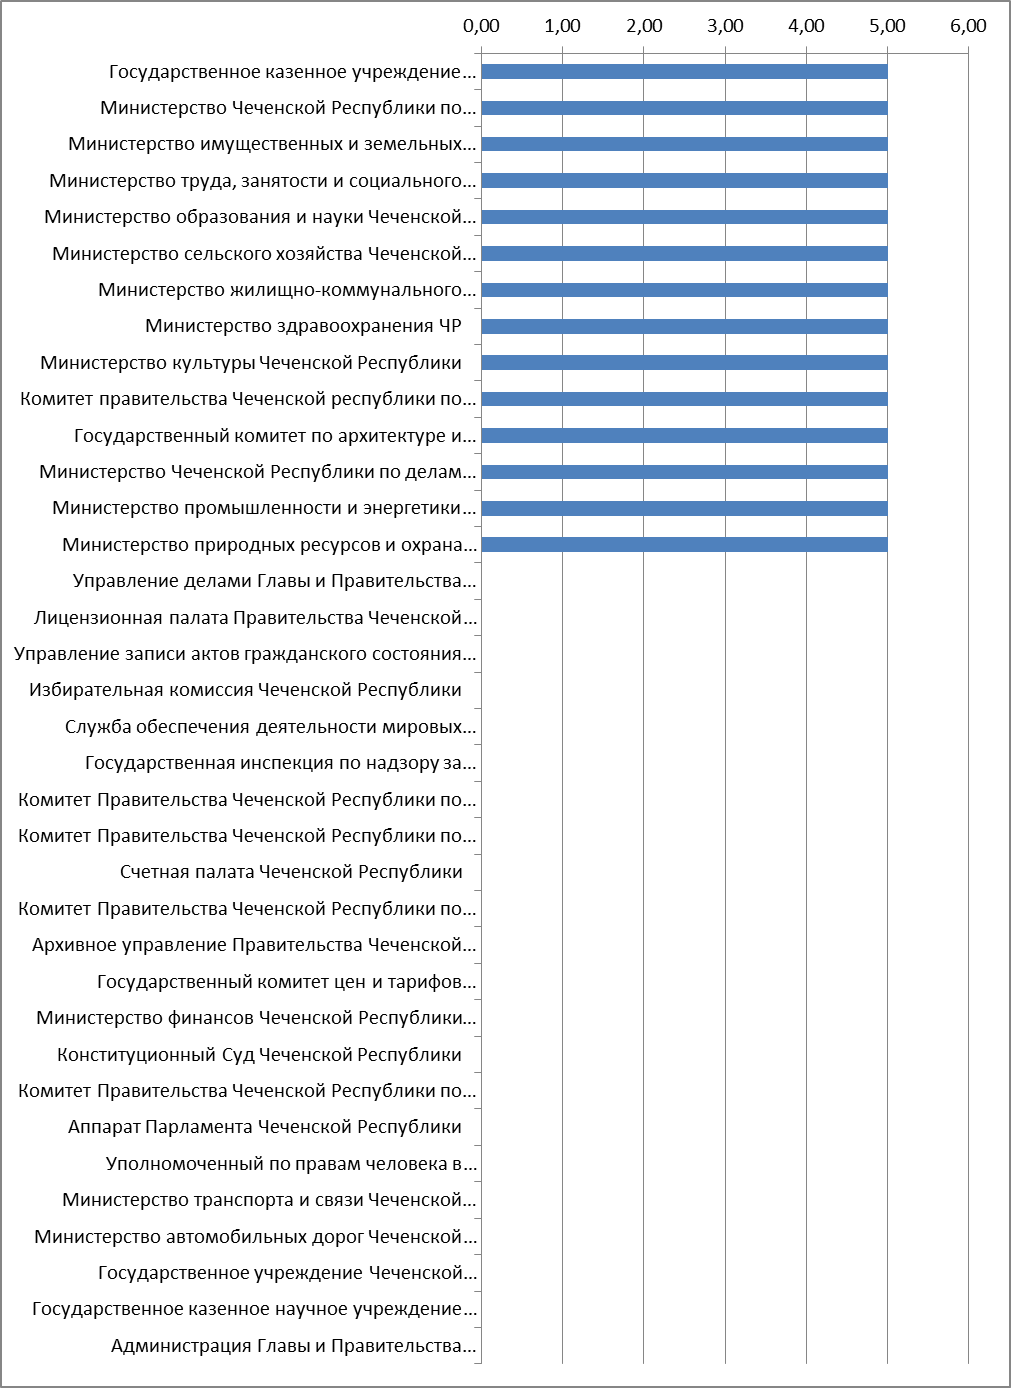 0,00 1,00 2,00 3,00 4,00 5,00 6,00
Государственное казенное учреждение...
Министерство Чеченской Республики по...
Министерство имущественных и земельных...
Министерство труда, занятости и социального...
Министерство образования и науки Чеченской...
Министерство сельского хозяйства Чеченской...
Министерство жилищно-коммунального...
Министерство здравоохранения ЧР
Министерство культуры Чеченской Республики
Комитет правительства Чеченской республики по...
Государственный комитет по архитектуре и...
Министерство Чеченской Республики по делам...
Министерство промышленности и энергетики...
Министерство природных ресурсов и охрана...
Управление делами Главы и Правительства...
Лицензионная палата Правительства Чеченской...
Управление записи актов гражданского состояния...
Избирательная комиссия Чеченской Республики
Служба обеспечения деятельности мировых...
Государственная инспекция по надзору за...
Комитет Правительства Чеченской Республики по...
Комитет Правительства Чеченской Республики по...
Счетная палата Чеченской Республики
Комитет Правительства Чеченской Республики по...
Архивное управление Правительства Чеченской...
Государственный комитет цен и тарифов...
Министерство финансов Чеченской Республики...
Конституционный Суд Чеченской Республики
Комитет Правительства Чеченской Республики по...
Аппарат Парламента Чеченской Республики
Уполномоченный по правам человека в...
Министерство транспорта и связи Чеченской...
Министерство автомобильных дорог Чеченской...
Государственное учреждение Чеченской...
Государственное казенное научное учреждение...
Администрация Главы и Правительства...